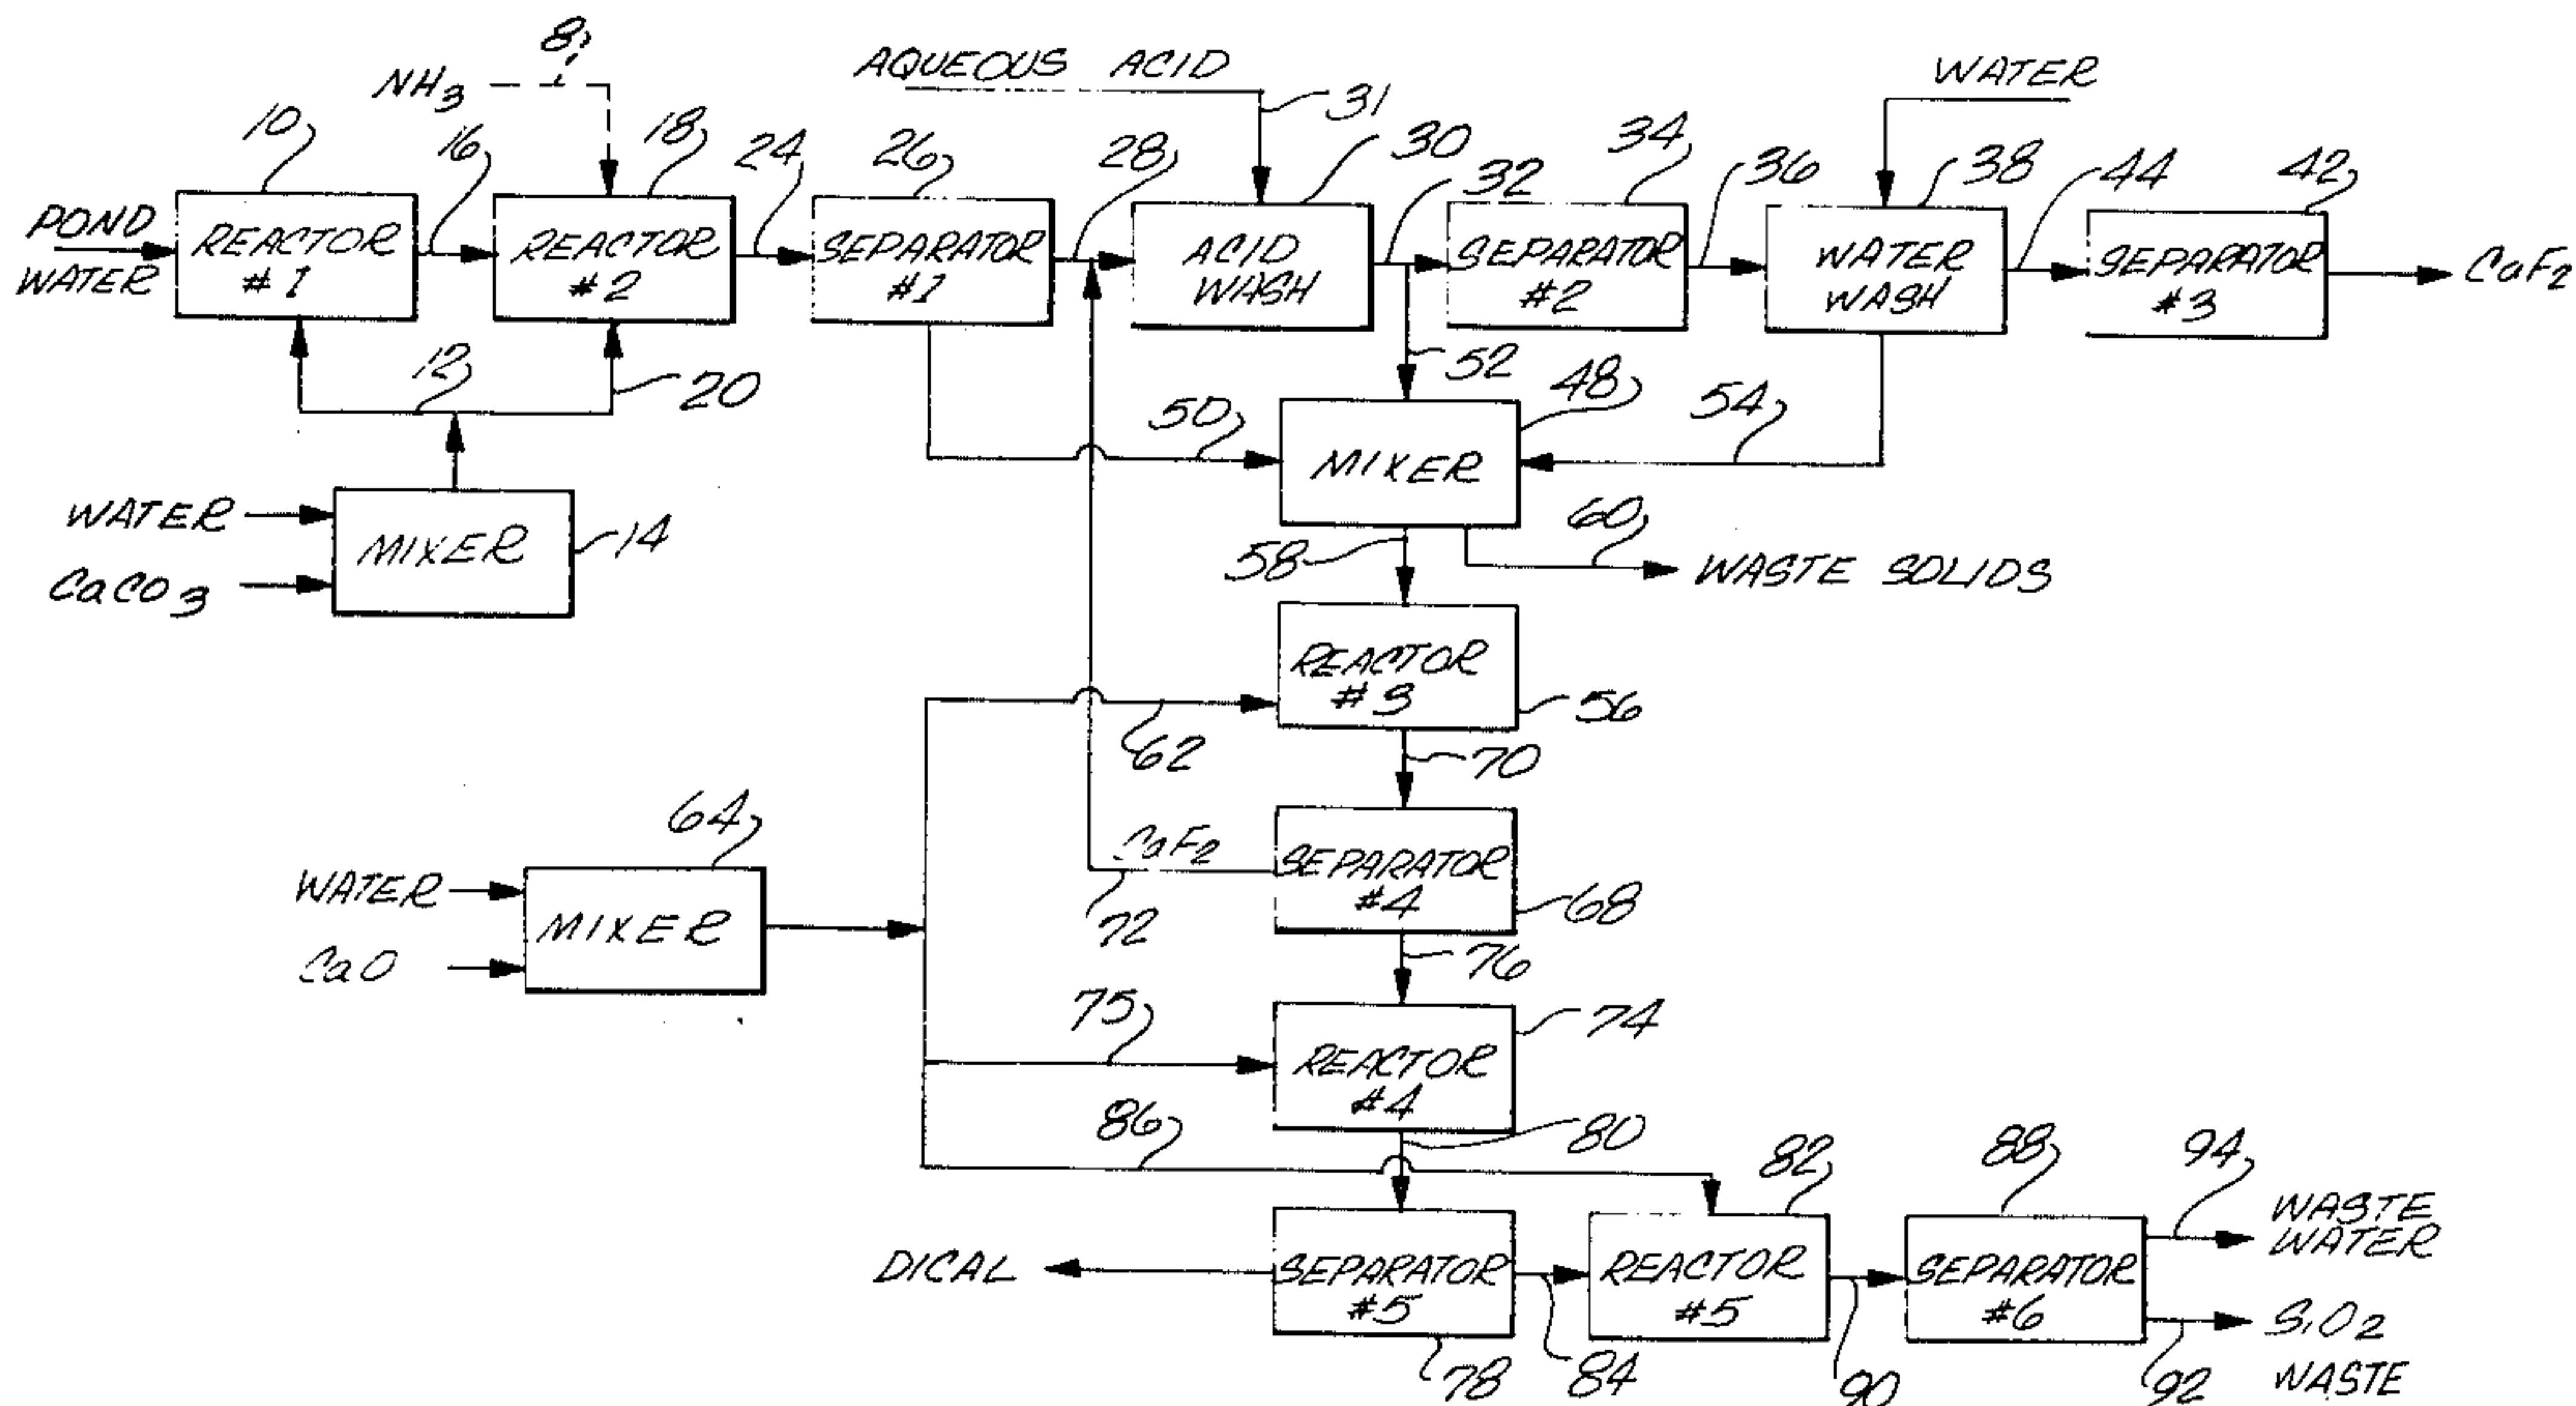 8
NH3
AQUEOUS ACID
WATER
10
16
18
24
26
28
31
30
32
34
36
38
44
42
POND
WATER
REACTOR
#1
REACTOR
#2
SEPARATOR
#1
ACID
WASH
SEPARATOR
#2
WATER
WASH
SEPARATOR
#3
CaF2
12
20
50
52
48
54
WATER
CaCO3
MIXER
14
MIXER
58
60
WASTE SOLIDS
REACTOR
#3
56
62
70
64
WATER
CaO
MIXER
CaF2
72
SEPARATOR
#4
68
76
75
REACTOR
#4
74
86
80
82
88
94
DICAL
SEPARATOR
#5
REACTOR
#5
SEPARATOR
#6
WASTE
WATER
SiO2
WASTE
78
84
90
92